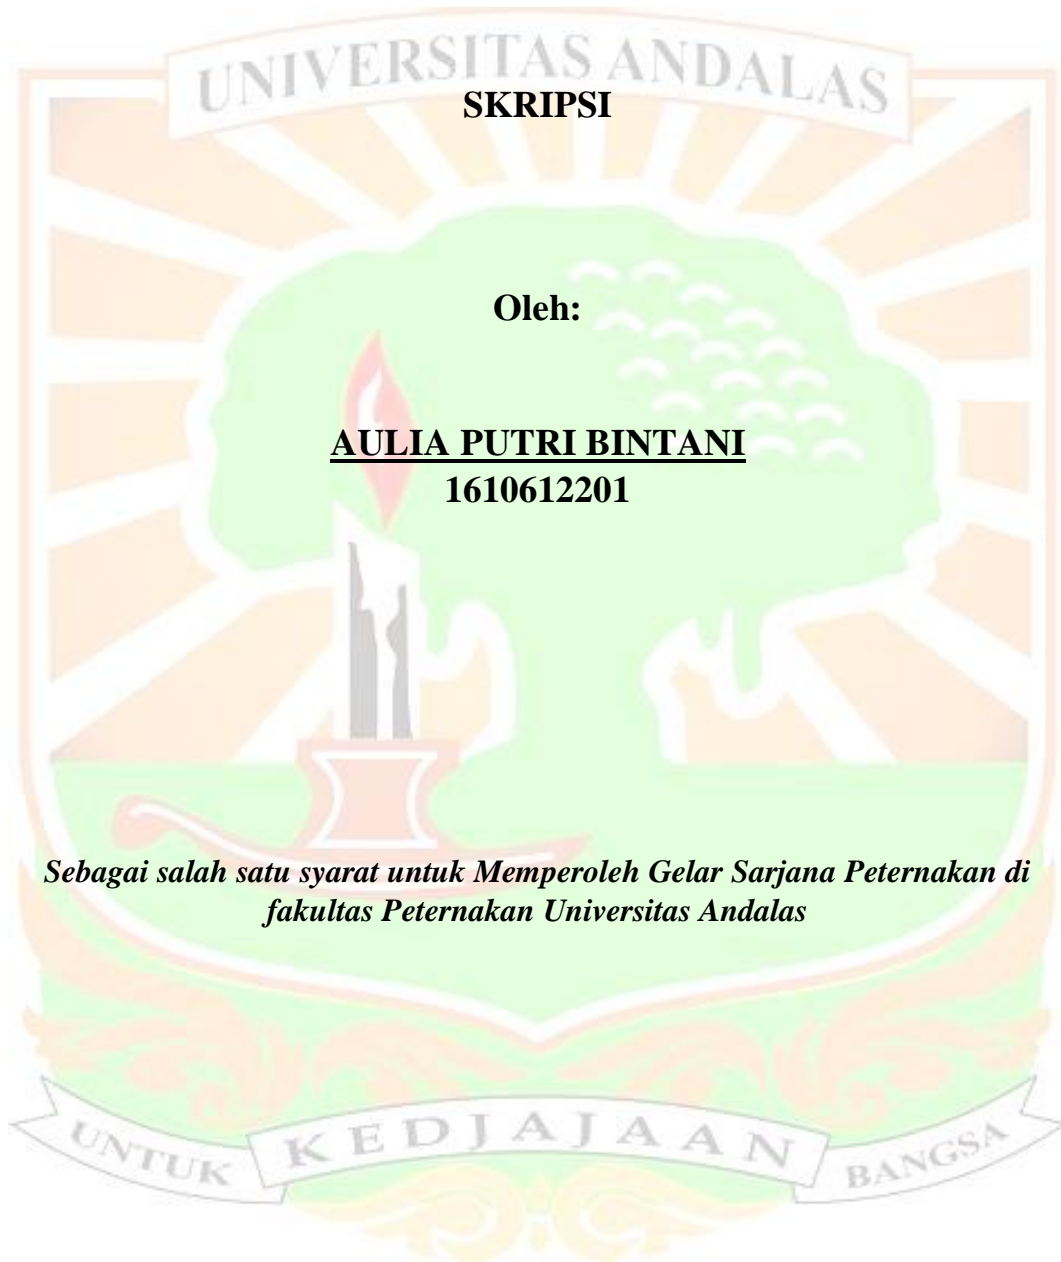 UNIVERSITAS ANDALAS
SKRIPSI
Oleh:
AULIA PUTRI BINTANI
1610612201
Sebagai salah satu syarat untuk Memperoleh Gelar Sarjana Peternakan di
fakultas Peternakan Universitas Andalas
UNTUK KEDJAJAAN BANGSA